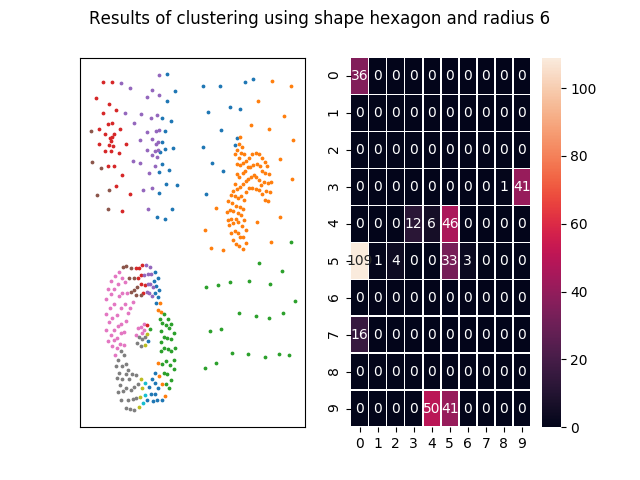 Results of clustering using shape hexagon and radius 6
0 36 0 0 0 0 0 0 0 0 0
1 0 0 0 0 0 0 0 0 0 0
2 0 0 0 0 0 0 0 0 0 0
3 0 0 0 0 0 0 0 0 1 41
4 0 0 0 12 6 46 0 0 0 0
5 109 1 4 0 0 33 3 0 0 0
6 0 0 0 0 0 0 0 0 0 0
7 16 0 0 0 0 0 0 0 0 0
8 0 0 0 0 0 0 0 0 0 0
9 0 0 0 0 50 41 0 0 0 0
0 1 2 3 4 5 6 7 8 9
100
80
60
40
20
0